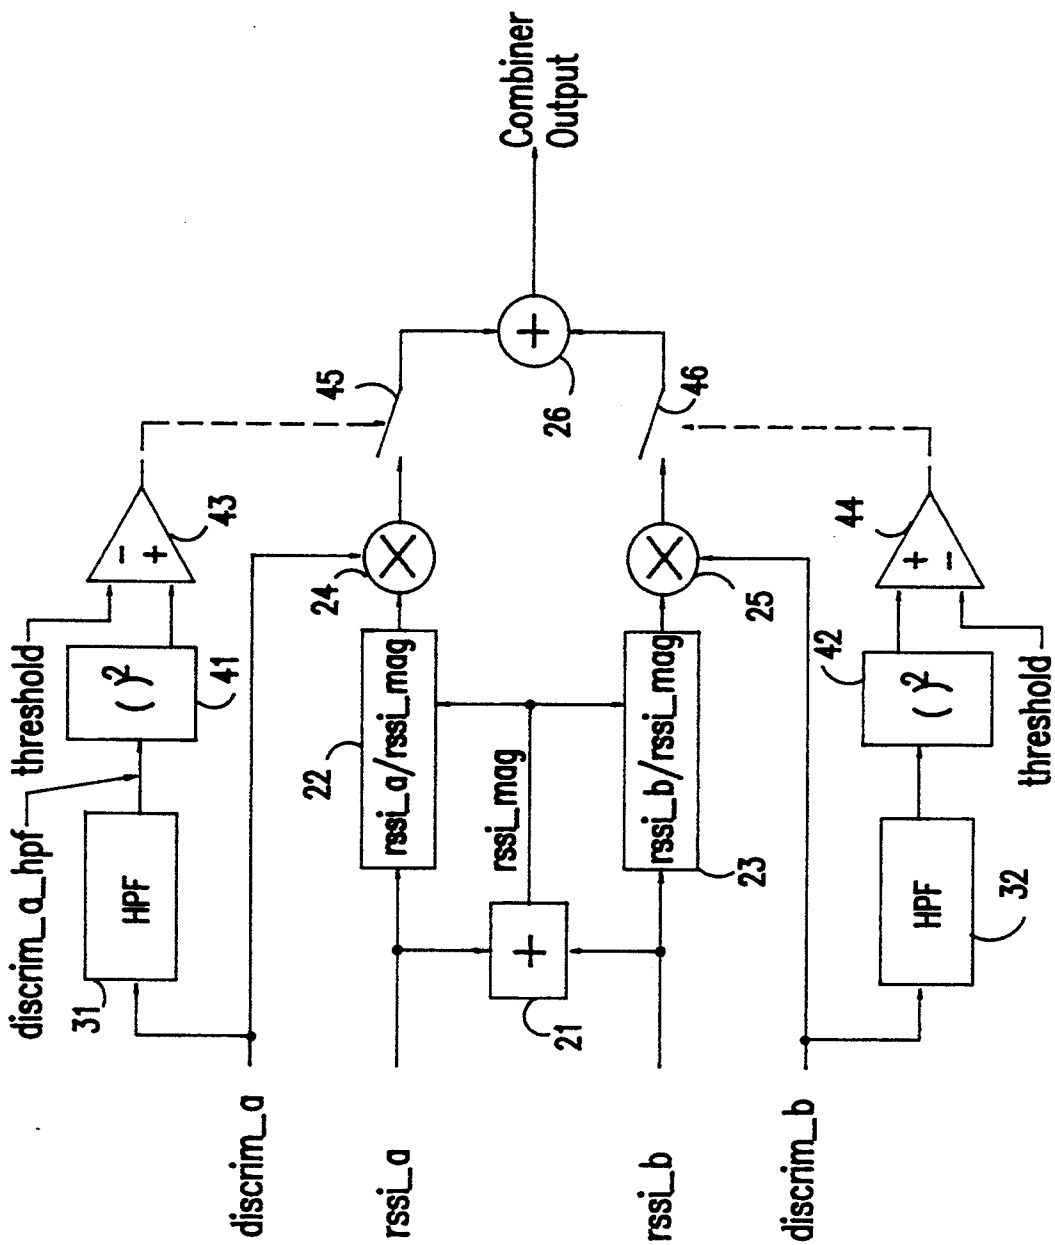 discrim_a_hpf
threshold
31
HPF
( )²
41
-
+
43
45
discrim_a
rssi_a
22
rssi_a/rssi_mag
24
X
rssi_mag
21
+
26
+
Combiner
Output
rssi_b
23
rssi_b/rssi_mag
25
X
46
discrim_b
32
HPF
42
( )²
+
-
44
threshold